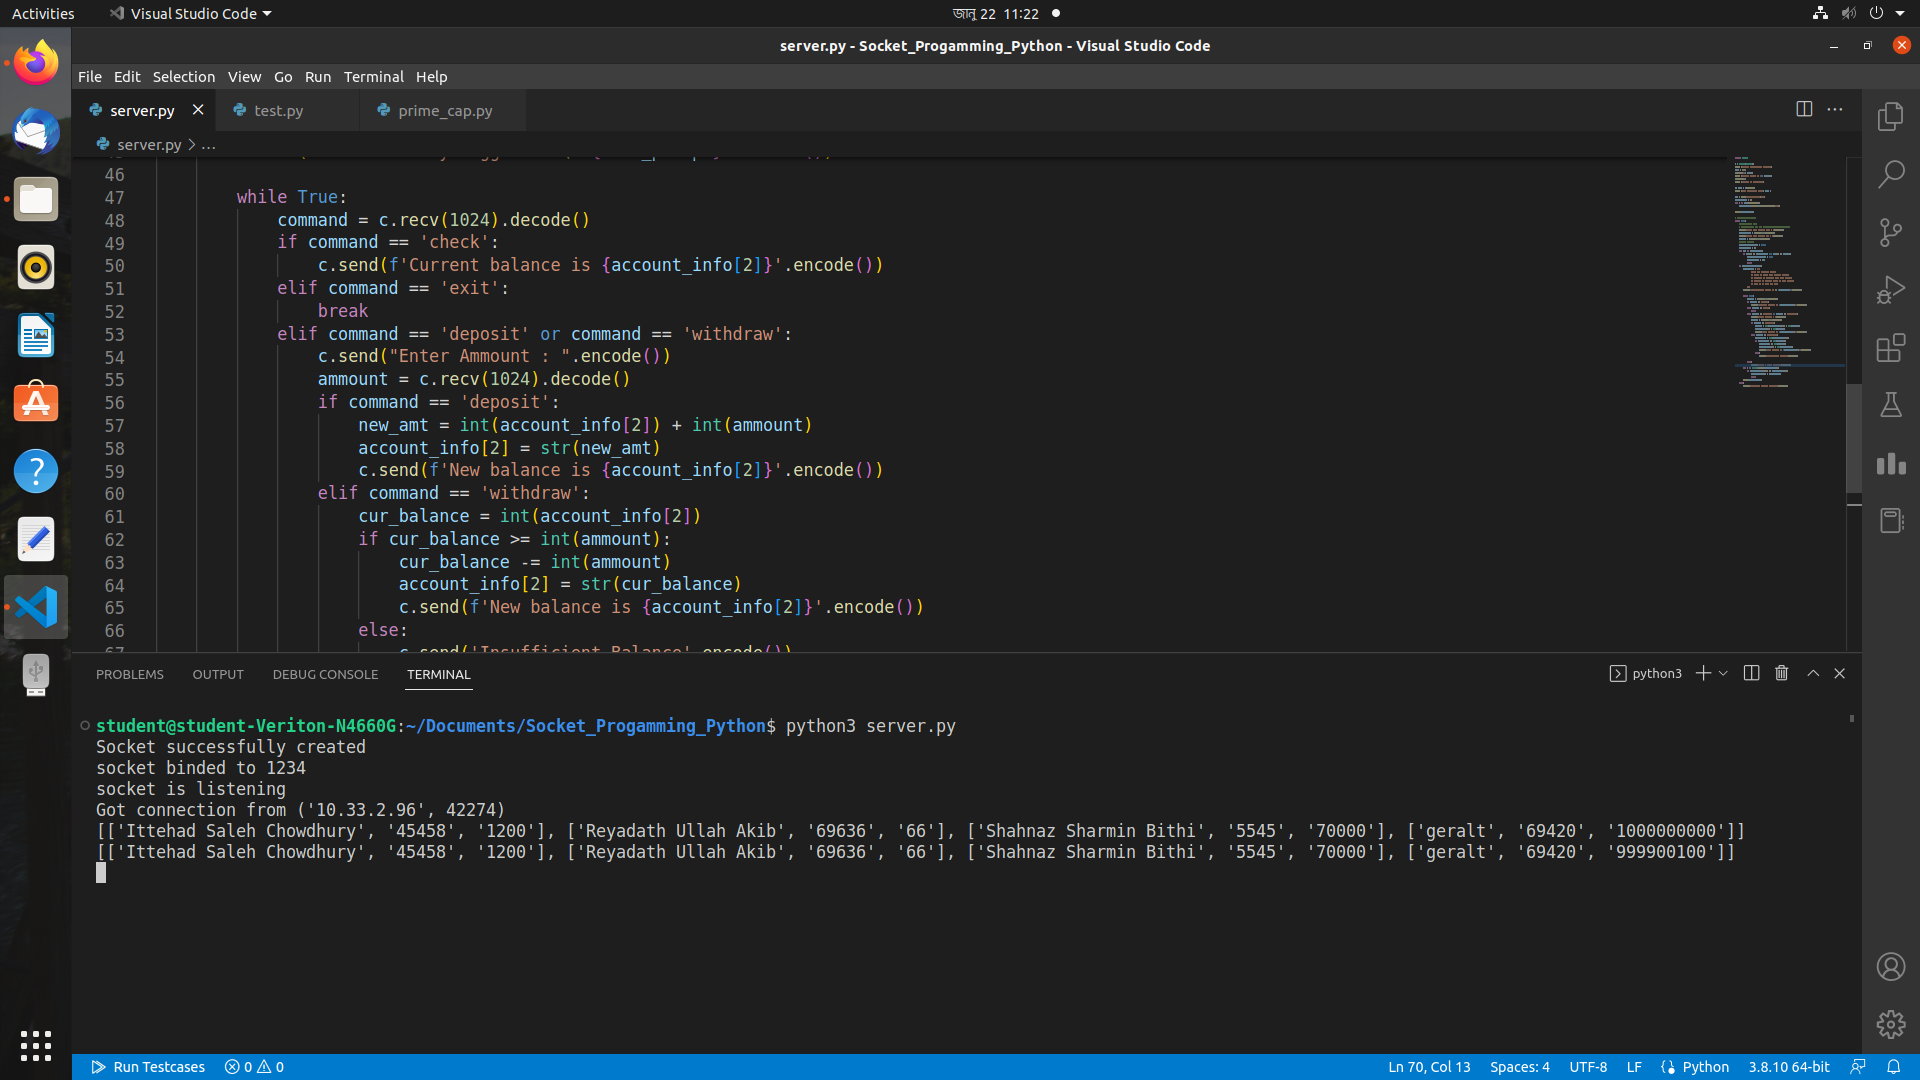 Activities Visual Studio Code জানু 22 11:22
server.py - Socket_Progamming_Python - Visual Studio Code
File Edit Selection View Go Run Terminal Help
server.py test.py prime_cap.py
server.py > ...
46
47 while True:
48 command = c.recv(1024).decode()
49 if command == 'check':
50 c.send(f'Current balance is {account_info[2]}'.encode())
51 elif command == 'exit':
52 break
53 elif command == 'deposit' or command == 'withdraw':
54 c.send("Enter Ammount : ".encode())
55 ammount = c.recv(1024).decode()
56 if command == 'deposit':
57 new_amt = int(account_info[2]) + int(ammount)
58 account_info[2] = str(new_amt)
59 c.send(f'New balance is {account_info[2]}'.encode())
60 elif command == 'withdraw':
61 cur_balance = int(account_info[2])
62 if cur_balance >= int(ammount):
63 cur_balance -= int(ammount)
64 account_info[2] = str(cur_balance)
65 c.send(f'New balance is {account_info[2]}'.encode())
66 else:
67 c.send('Insufficient Balance'.encode())
PROBLEMS OUTPUT DEBUG CONSOLE TERMINAL python3
student@student-Veriton-N4660G:~/Documents/Socket_Progamming_Python$ python3 server.py
Socket successfully created
socket binded to 1234
socket is listening
Got connection from ('10.33.2.96', 42274)
[['Ittehad Saleh Chowdhury', '45458', '1200'], ['Reyadath Ullah Akib', '69636', '66'], ['Shahnaz Sharmin Bithi', '5545', '70000'], ['geralt', '69420', '1000000000']]
[['Ittehad Saleh Chowdhury', '45458', '1200'], ['Reyadath Ullah Akib', '69636', '66'], ['Shahnaz Sharmin Bithi', '5545', '70000'], ['geralt', '69420', '999900100']]
Run Testcases 0 0 Ln 70, Col 13 Spaces: 4 UTF-8 LF Python 3.8.10 64-bit